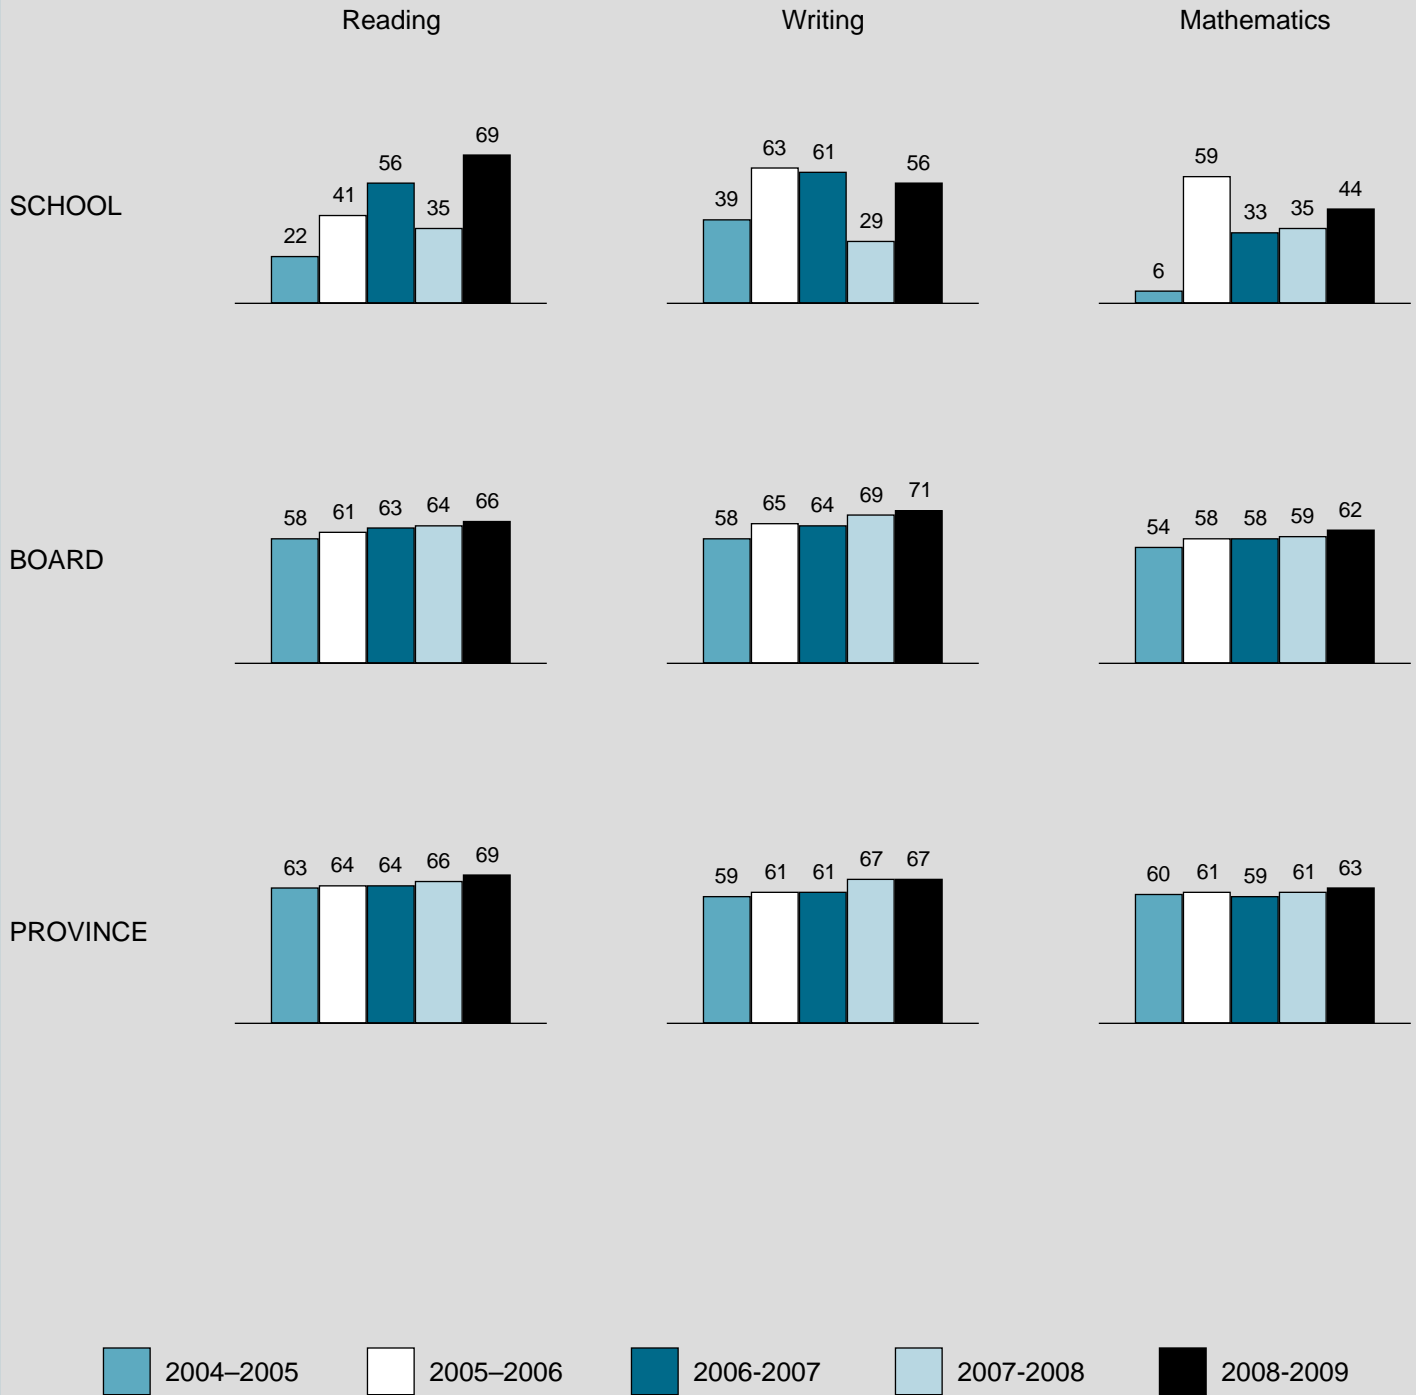 Reading Writing Mathematics
SCHOOL
22 41 56 35 69
39 63 61 29 56
6 59 33 35 44
BOARD
58 61 63 64 66
58 65 64 69 71
54 58 58 59 62
PROVINCE
63 64 64 66 69
59 61 61 67 67
60 61 59 61 63
2004–2005 2005–2006 2006-2007 2007-2008 2008-2009